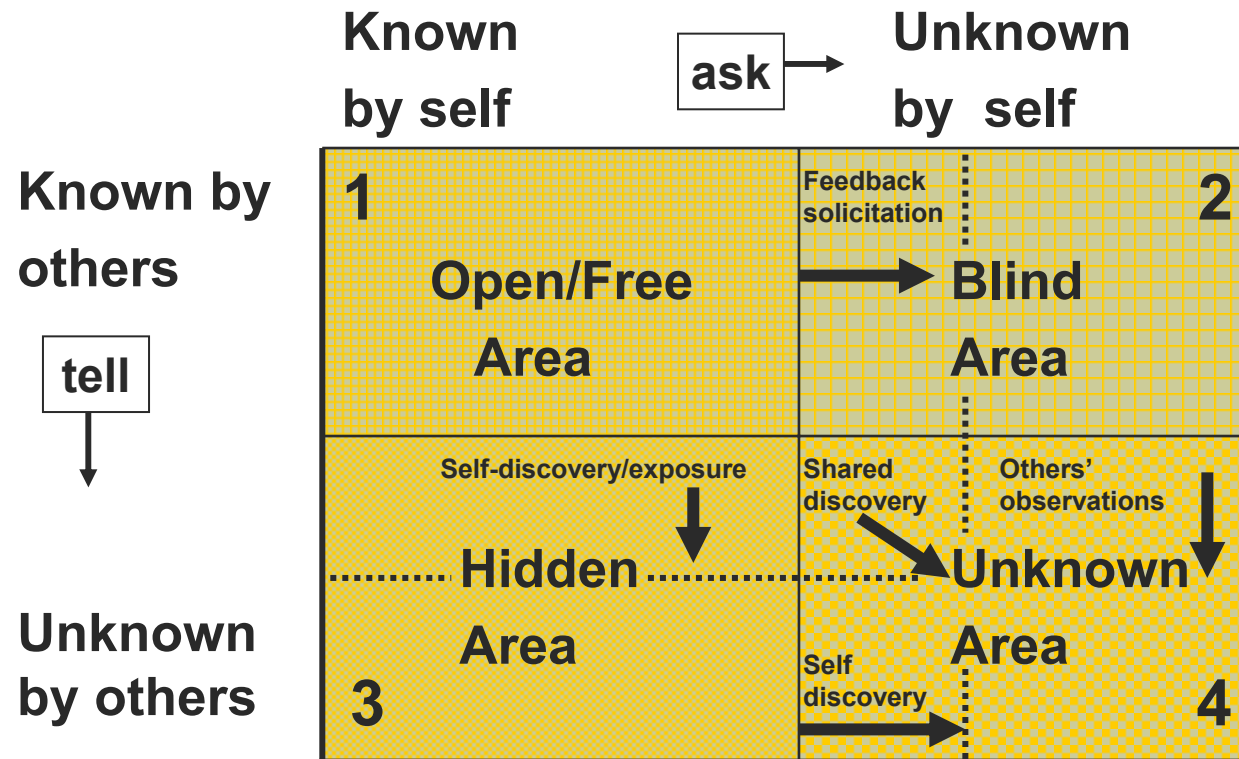 Known
by self
ask
Unknown
by self
Known by
others
tell
Unknown
by others
1
Open/Free
Area
Feedback
solicitation
2
Blind
Area
Self-discovery/exposure
Hidden
Area
3
Shared
discovery
Others’
observations
Unknown
Area
Self
discovery
4